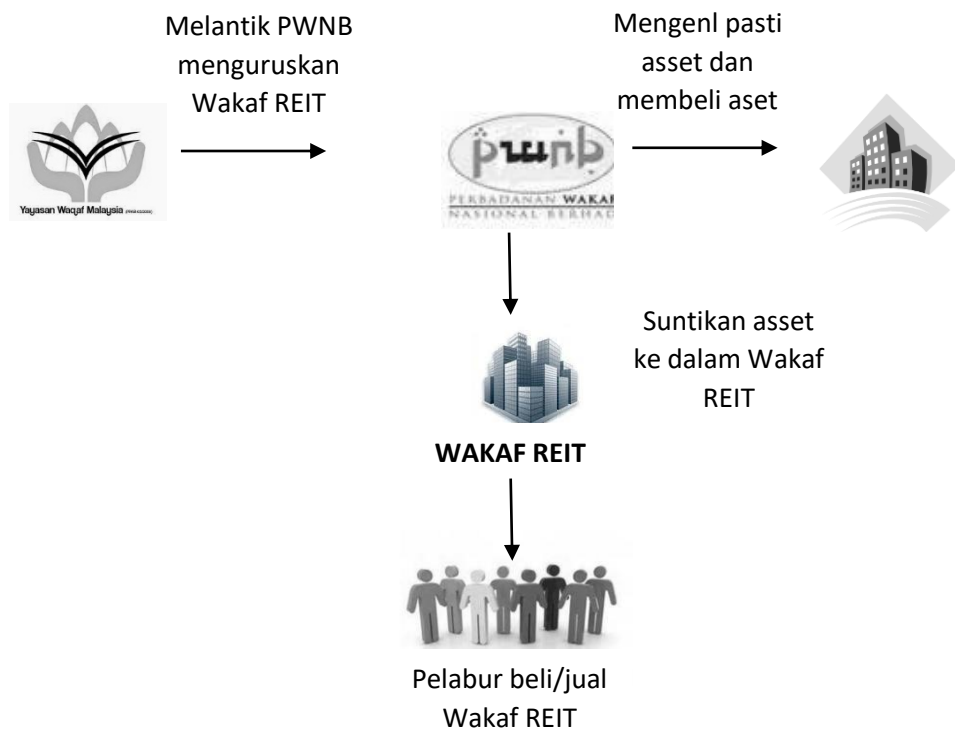 Melantik PWNB
menguruskan
Wakaf REIT
Mengenl pasti
asset dan
membeli aset
Yayasan Waqaf Malaysia
pwnb
PERBADANAN WAKAF
NASIONAL BERHAD
Suntikan asset
ke dalam Wakaf
REIT
WAKAF REIT
Pelabur beli/jual
Wakaf REIT